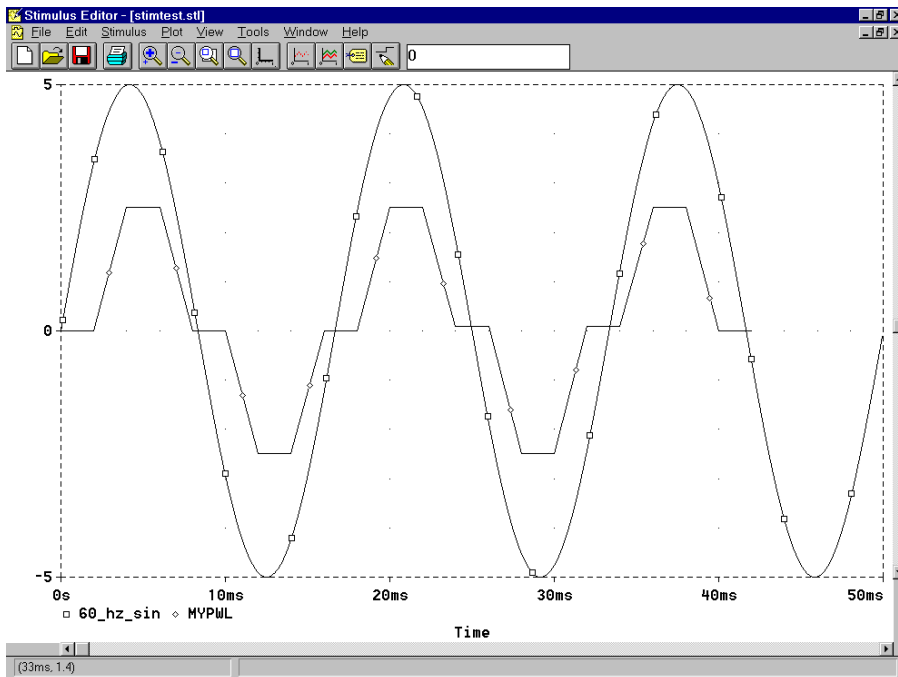 Stimulus Editor - [stimtest.stl]
File Edit Stimulus Plot View Tools Window Help
0
5
0
-5
0s 10ms 20ms 30ms 40ms 50ms
60_hz_sin MYPWL
Time
(33ms, 1.4)